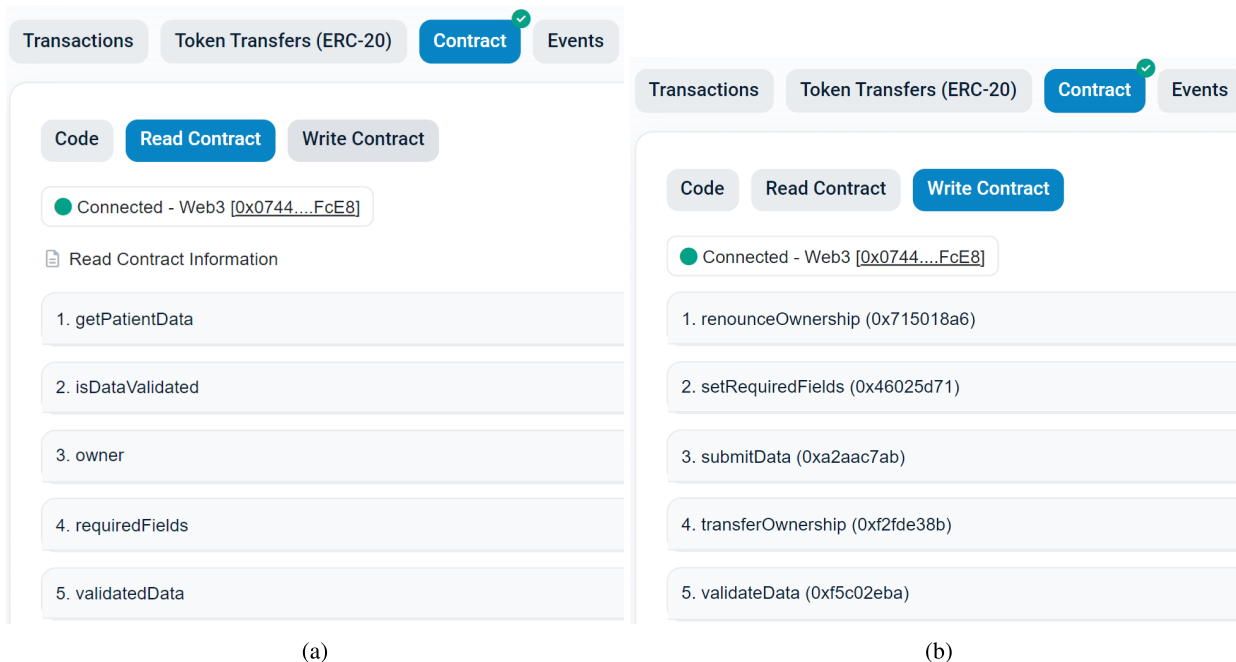 Transactions Token Transfers (ERC-20) Contract Events
Code Read Contract Write Contract
Connected - Web3 [0x0744....FcE8]
Read Contract Information
1. getPatientData
2. isDataValidated
3. owner
4. requiredFields
5. validatedData
(a)
Transactions Token Transfers (ERC-20) Contract Events
Code Read Contract Write Contract
Connected - Web3 [0x0744....FcE8]
1. renounceOwnership (0x715018a6)
2. setRequiredFields (0x46025d71)
3. submitData (0xa2aac7ab)
4. transferOwnership (0xf2fde38b)
5. validateData (0xf5c02eba)
(b)